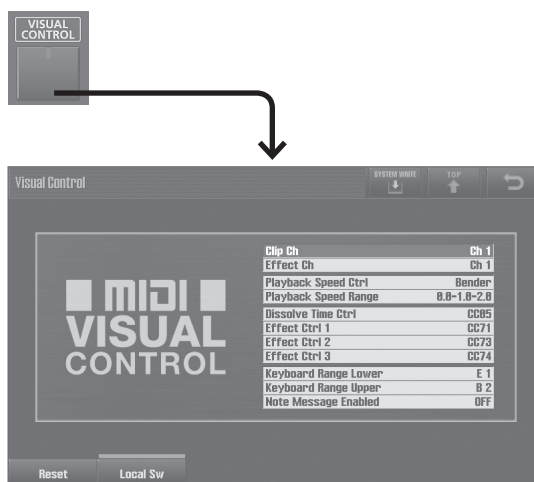 VISUAL
CONTROL
Visual Control
SYSTEM WRITE
TOP
MIDI
VISUAL
CONTROL
Clip Ch Ch 1
Effect Ch Ch 1
Playback Speed Ctrl Bender
Playback Speed Range 0.0-1.0-2.0
Dissolve Time Ctrl CC05
Effect Ctrl 1 CC71
Effect Ctrl 2 CC73
Effect Ctrl 3 CC74
Keyboard Range Lower E 1
Keyboard Range Upper B 2
Note Message Enabled OFF
Reset Local Sw